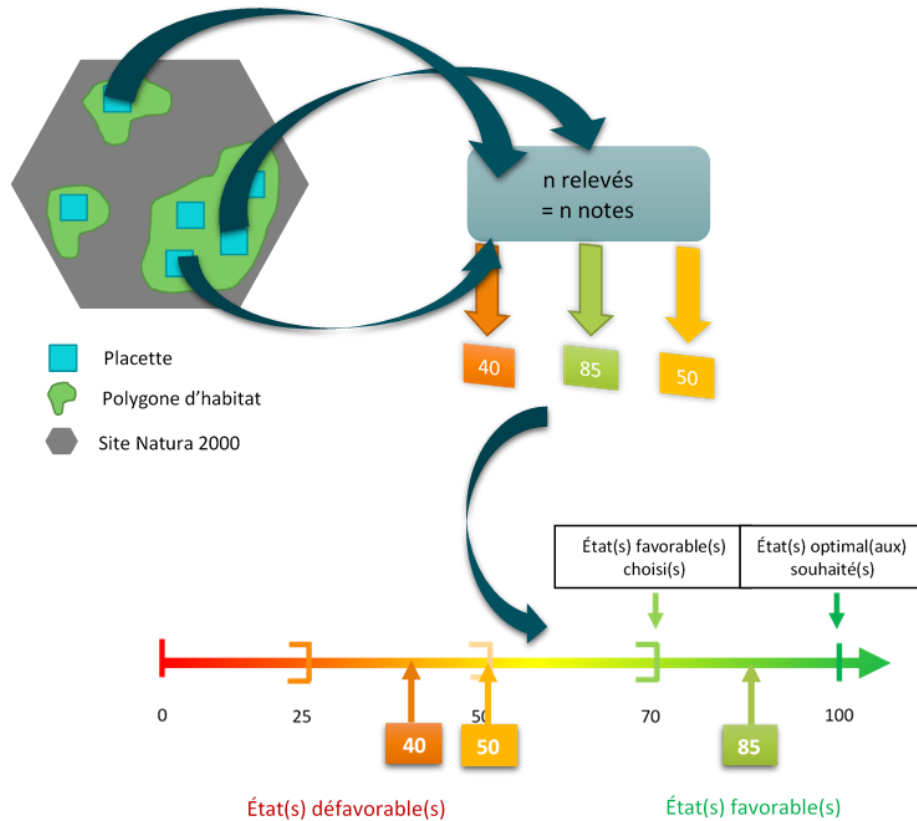 n relevés
= n notes
40
85
50
Placette
Polygone d'habitat
Site Natura 2000
État(s) favorable(s)
choisi(s)
État(s) optimal(aux)
souhaité(s)
0
25
50
70
100
40
50
85
État(s) défavorable(s)
État(s) favorable(s)